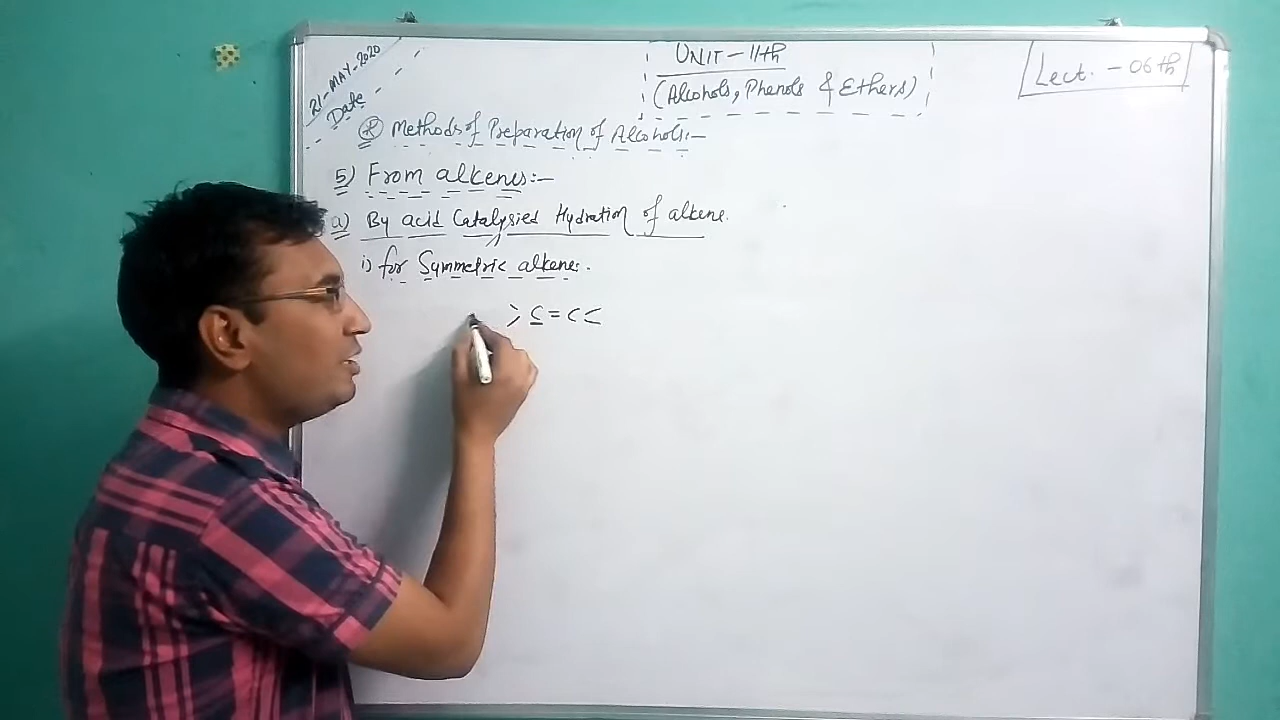 21-MAY-2020
Date
UNIT-11th
(Alcohols, Phenols & Ethers)
Lect. - 06th
Methods of Preparation of Alcohols:-
5) From alkenes:-
a) By acid Catalysied Hydration of alkene.
i) for Symmetric alkenes.
>C=C<